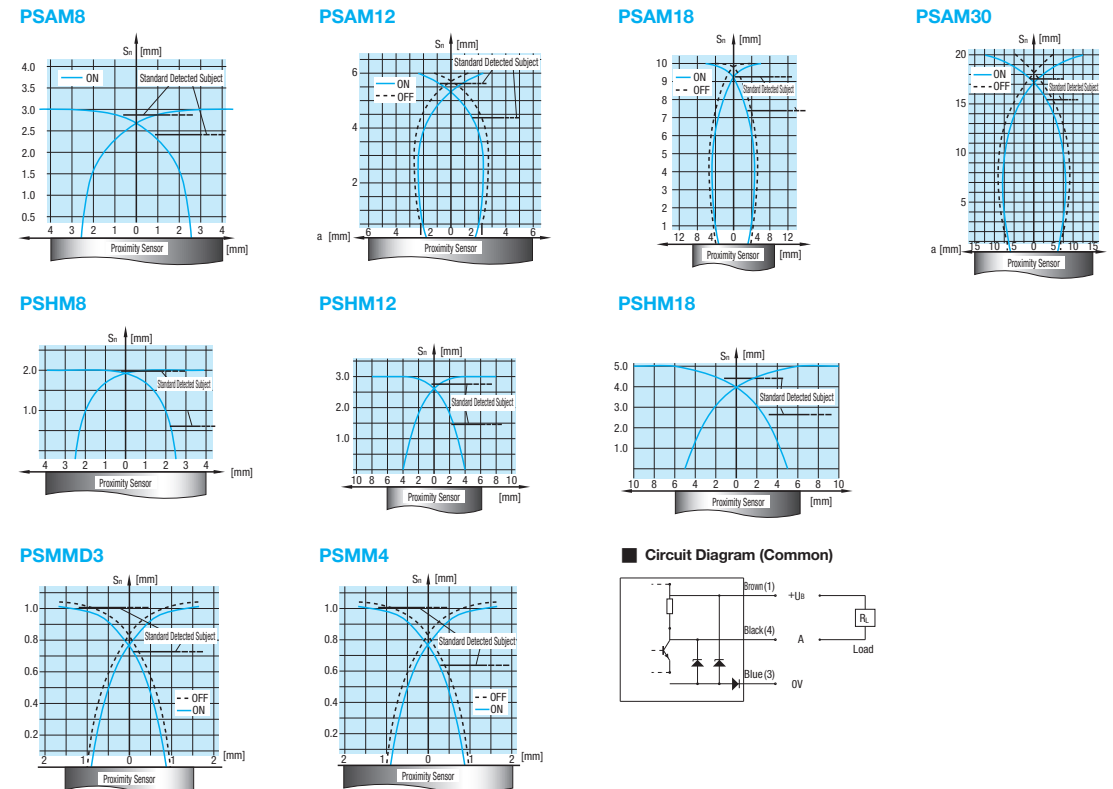 PSAM8
Sn [mm]
4.0
3.5
3.0
2.5
2.0
1.5
1.0
0.5
ON
Standard Detected Subject
4 3 2 1 0 1 2 3 4
[mm]
Proximity Sensor
PSAM12
Sn [mm]
6
4
2
ON
OFF
Standard Detected Subject
a [mm]
6 4 2 0 2 4 6
Proximity Sensor
PSAM18
Sn [mm]
10
9
8
7
6
5
4
3
2
1
ON
OFF
Standard Detected Subject
12 8 4 0 4 8 12
Proximity Sensor
[mm]
PSAM30
Sn [mm]
20
15
10
5
ON
OFF
Standard Detected Subject
a [mm]
15 10 5 0 5 10 15
Proximity Sensor
PSHM8
Sn [mm]
2.0
1.0
Standard Detected Subject
4 3 2 1 0 1 2 3 4
[mm]
Proximity Sensor
PSHM12
Sn [mm]
3.0
2.0
1.0
Standard Detected Subject
10 8 6 4 2 0 2 4 6 8 10
Proximity Sensor
[mm]
PSHM18
Sn [mm]
5.0
4.0
3.0
2.0
1.0
Standard Detected Subject
10 8 6 4 2 0 2 4 6 8 10
Proximity Sensor
[mm]
PSMMD3
Sn [mm]
1.0
0.8
0.6
0.4
0.2
Standard Detected Subject
OFF
ON
2 1 0 1 2
[mm]
Proximity Sensor
PSMM4
Sn [mm]
1.0
0.8
0.6
0.4
0.2
Standard Detected Subject
OFF
ON
2 1 0 1 2
[mm]
Proximity Sensor
■ Circuit Diagram (Common)
Brown (1)
+UB
RL
Black (4)
A
Load
Blue (3)
0V